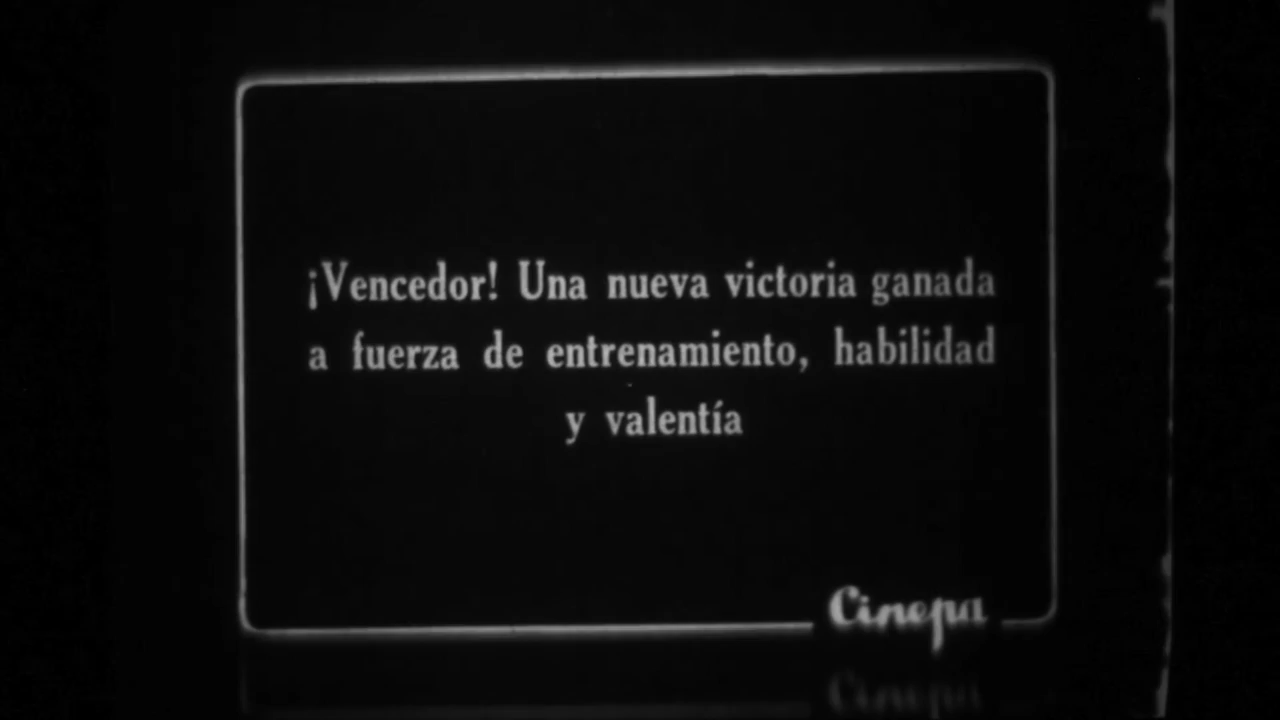 ¡Vencedor! Una nueva victoria ganada
a fuerza de entrenamiento, habilidad
y valentía
Cinepa